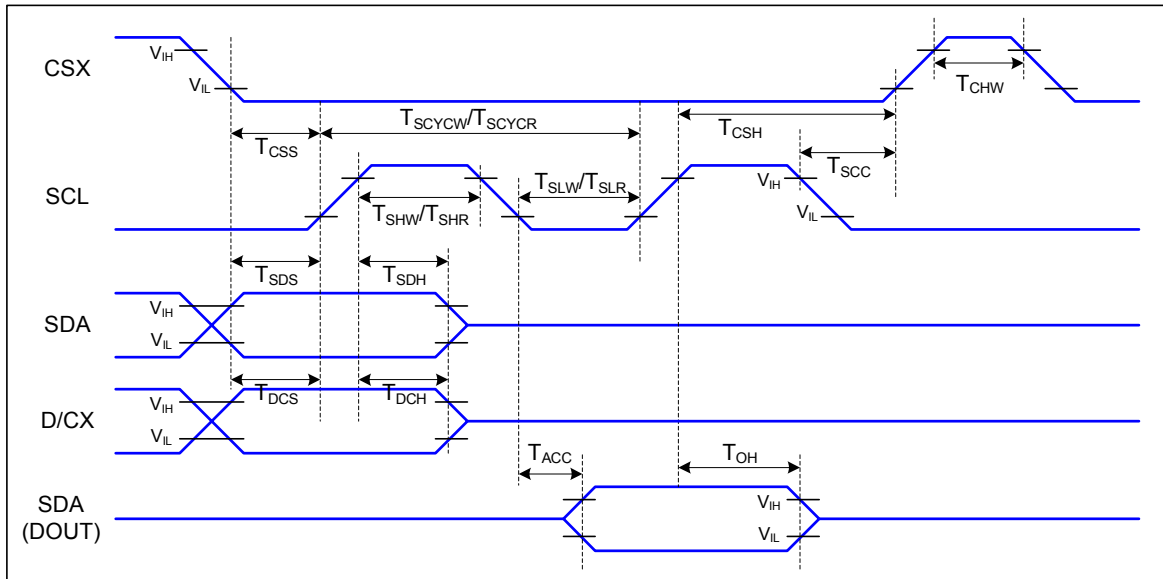 CSX
VIH
VIL
TCHW
TSCYCW/TSCYCR
TCSH
TCSS
TSCC
SCL
TSLW/TSLR
VIH
TSHW/TSHR
VIL
TSDS
TSDH
SDA
VIH
VIL
TDCS
TDCH
D/CX
VIH
VIL
TACC
TOH
SDA
(DOUT)
VIH
VIL